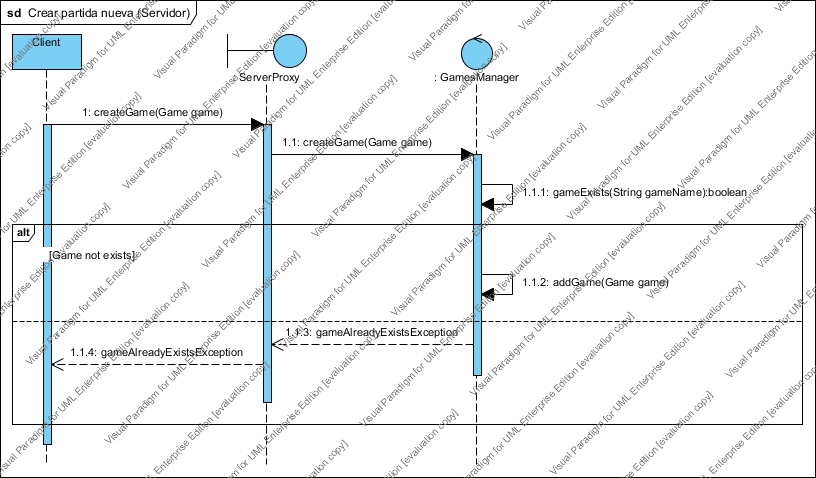 sd Crear partida nueva (Servidor)
Client
ServerProxy
: GamesManager
1: createGame(Game game)
1.1: createGame(Game game)
1.1.1: gameExists(String gameName):boolean
alt
[Game not exists]
1.1.2: addGame(Game game)
1.1.3: gameAlreadyExistsException
1.1.4: gameAlreadyExistsException
Visual Paradigm for UML Enterprise Edition [evaluation copy]